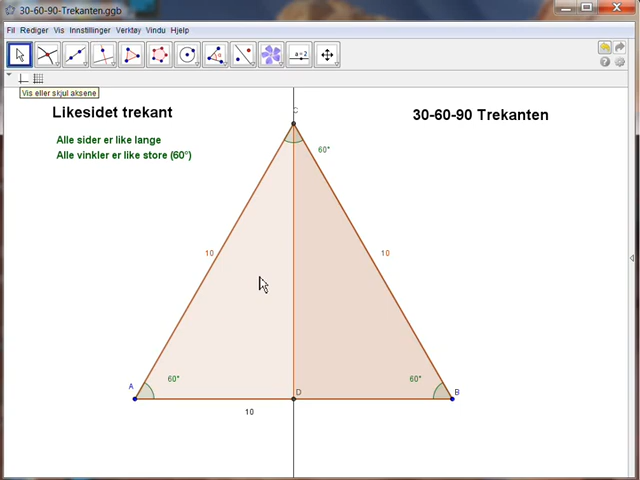 30-60-90-Trekanten.ggb
Fil Rediger Vis Innstillinger Verktøy Vindu Hjelp
a=2
Vis eller skjul aksene
Likesidet trekant
30-60-90 Trekanten
Alle sider er like lange
Alle vinkler er like store (60°)
C
60°
10
10
A
60°
60°
B
D
10